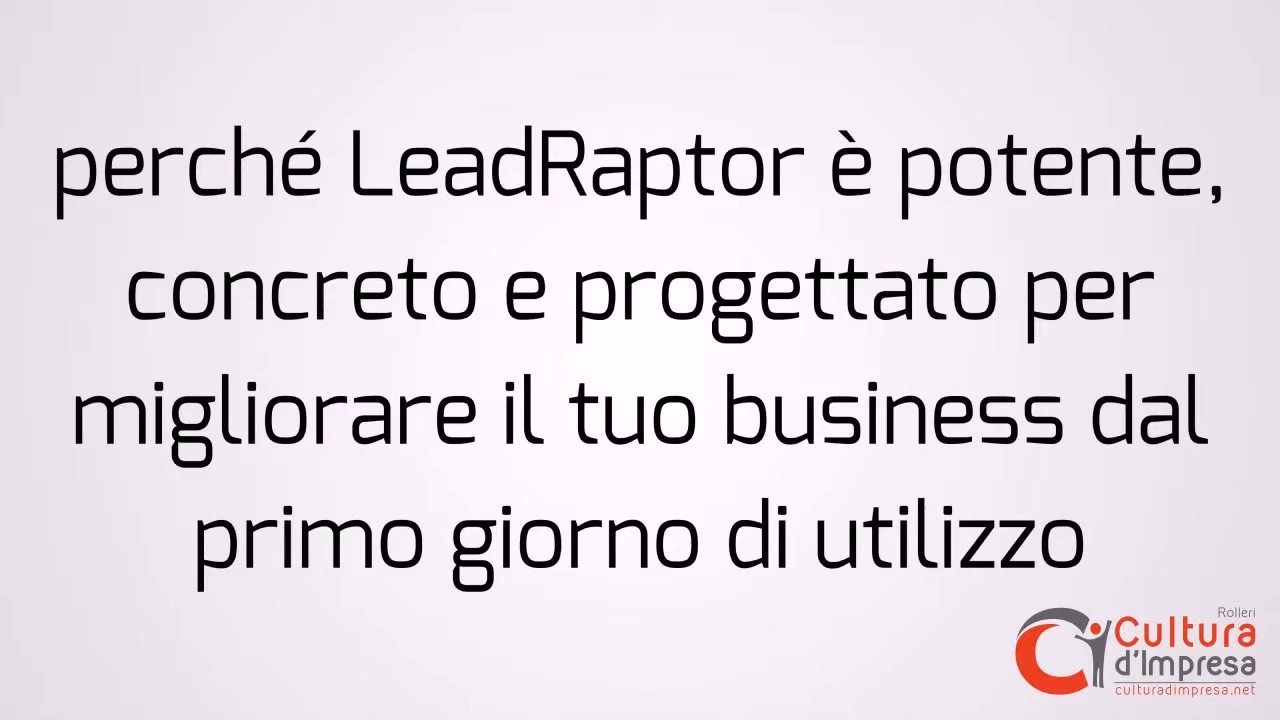 perché LeadRaptor è potente,
concreto e progettato per
migliorare il tuo business dal
primo giorno di utilizzo
Rolleri
Cultura
d'Impresa
culturadimpresa.net